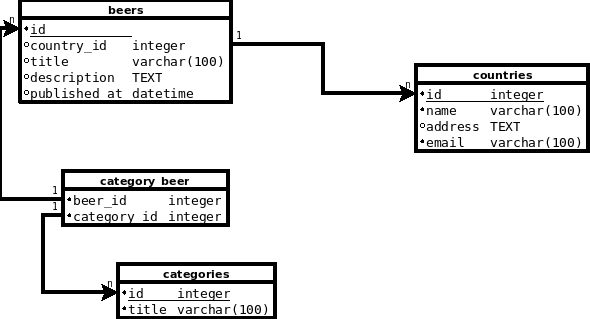 beers
n
id
country_id integer
1
title varchar(100)
description TEXT
published at datetime
countries
n
id integer
name varchar(100)
address TEXT
email varchar(100)
category beer
1
beer_id integer
1
category id integer
categories
n
id integer
title varchar(100)